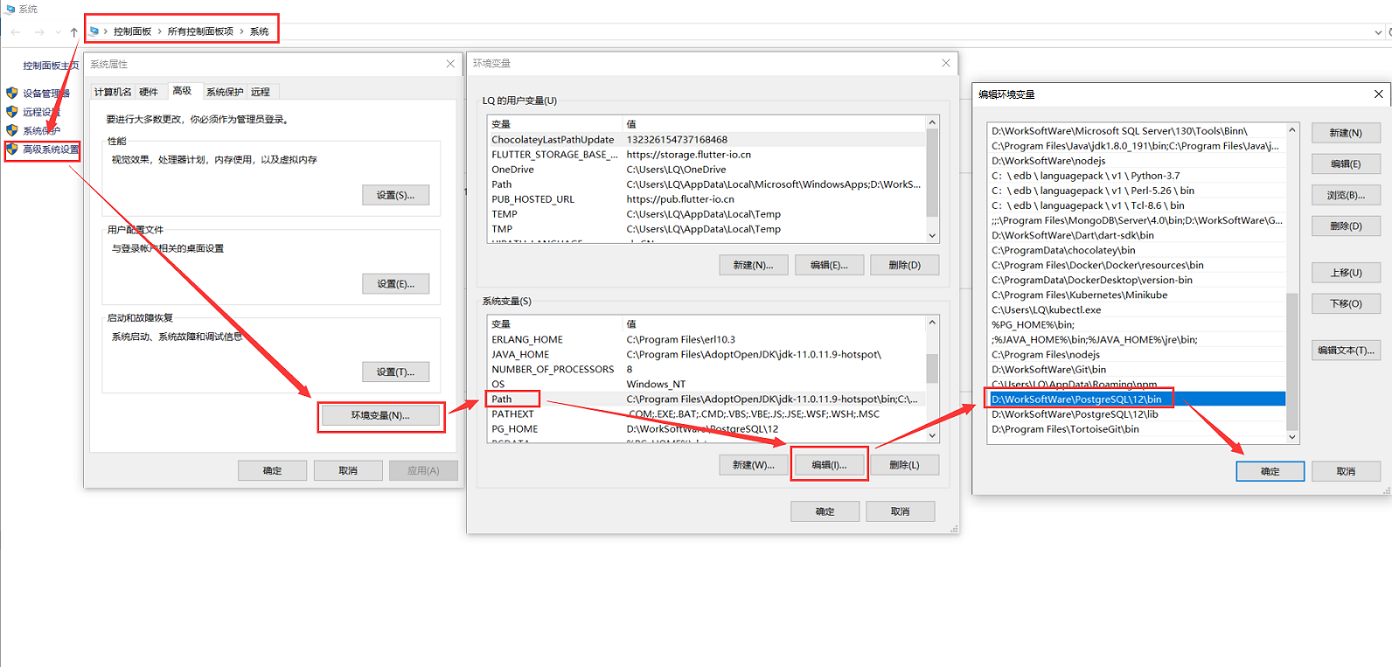 系统
控制面板 › 所有控制面板项 › 系统
控制面板主页
设备管理器
远程设置
系统保护
高级系统设置
系统属性
计算机名 硬件 高级 系统保护 远程
要进行大多数更改，你必须作为管理员登录。
性能
视觉效果，处理器计划，内存使用，以及虚拟内存
设置(S)...
用户配置文件
与登录帐户相关的桌面设置
设置(E)...
启动和故障恢复
系统启动、系统故障和调试信息
设置(T)...
环境变量(N)...
确定 取消 应用(A)
环境变量
LQ 的用户变量(U)
变量 值
ChocolateyLastPathUpdate 132326154737168468
FLUTTER_STORAGE_BASE_... https://storage.flutter-io.cn
OneDrive C:\Users\LQ\OneDrive
Path C:\Users\LQ\AppData\Local\Microsoft\WindowsApps;D:\WorkS...
PUB_HOSTED_URL https://pub.flutter-io.cn
TEMP C:\Users\LQ\AppData\Local\Temp
TMP C:\Users\LQ\AppData\Local\Temp
新建(N)... 编辑(E)... 删除(D)
系统变量(S)
变量 值
ERLANG_HOME C:\Program Files\erl10.3
JAVA_HOME C:\Program Files\AdoptOpenJDK\jdk-11.0.11.9-hotspot\
NUMBER_OF_PROCESSORS 8
OS Windows_NT
Path C:\Program Files\AdoptOpenJDK\jdk-11.0.11.9-hotspot\bin;C:\...
PATHEXT .COM;.EXE;.BAT;.CMD;.VBS;.VBE;.JS;.JSE;.WSF;.WSH;.MSC
PG_HOME D:\WorkSoftWare\PostgreSQL\12
新建(W)... 编辑(I)... 删除(L)
确定 取消
编辑环境变量
D:\WorkSoftWare\Microsoft SQL Server\130\Tools\Binn\
C:\Program Files\Java\jdk1.8.0_191\bin;C:\Program Files\Java\j...
D:\WorkSoftWare\nodejs
C: \ edb \ languagepack \ v1 \ Python-3.7
C: \ edb \ languagepack \ v1 \ Perl-5.26 \ bin
C: \ edb \ languagepack \ v1 \ Tcl-8.6 \ bin
;;:\Program Files\MongoDB\Server\4.0\bin;D:\WorkSoftWare\G...
D:\WorkSoftWare\Dart\dart-sdk\bin
C:\ProgramData\chocolatey\bin
C:\Program Files\Docker\Docker\resources\bin
C:\ProgramData\DockerDesktop\version-bin
C:\Program Files\Kubernetes\Minikube
C:\Users\LQ\kubectl.exe
%PG_HOME%\bin;
;%JAVA_HOME%\bin;%JAVA_HOME%\jre\bin;
C:\Program Files\nodejs
D:\WorkSoftWare\Git\bin
C:\Users\LQ\AppData\Roaming\npm
D:\WorkSoftWare\PostgreSQL\12\bin
D:\WorkSoftWare\PostgreSQL\12\lib
D:\Program Files\TortoiseGit\bin
新建(N)
编辑(E)
浏览(B)...
删除(D)
上移(U)
下移(O)
编辑文本(T)...
确定 取消